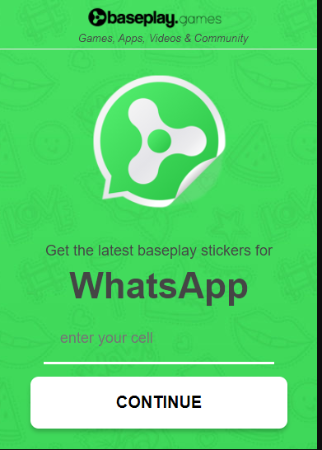 baseplay.games
Games, Apps, Videos & Community
Get the latest baseplay stickers for
WhatsApp
enter your cell
CONTINUE